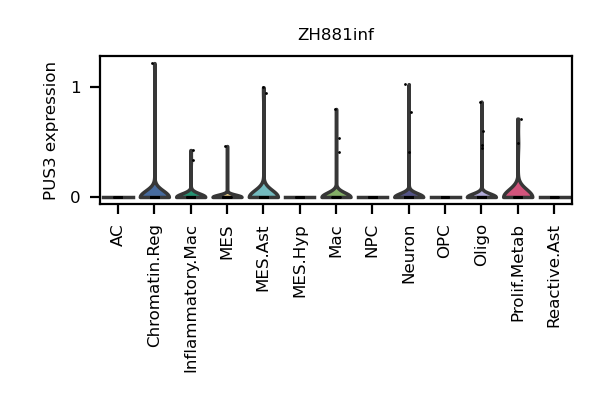 ZH881inf
PUS3 expression
1
0
AC
Chromatin.Reg
Inflammatory.Mac
MES
MES.Ast
MES.Hyp
Mac
NPC
Neuron
OPC
Oligo
Prolif.Metab
Reactive.Ast